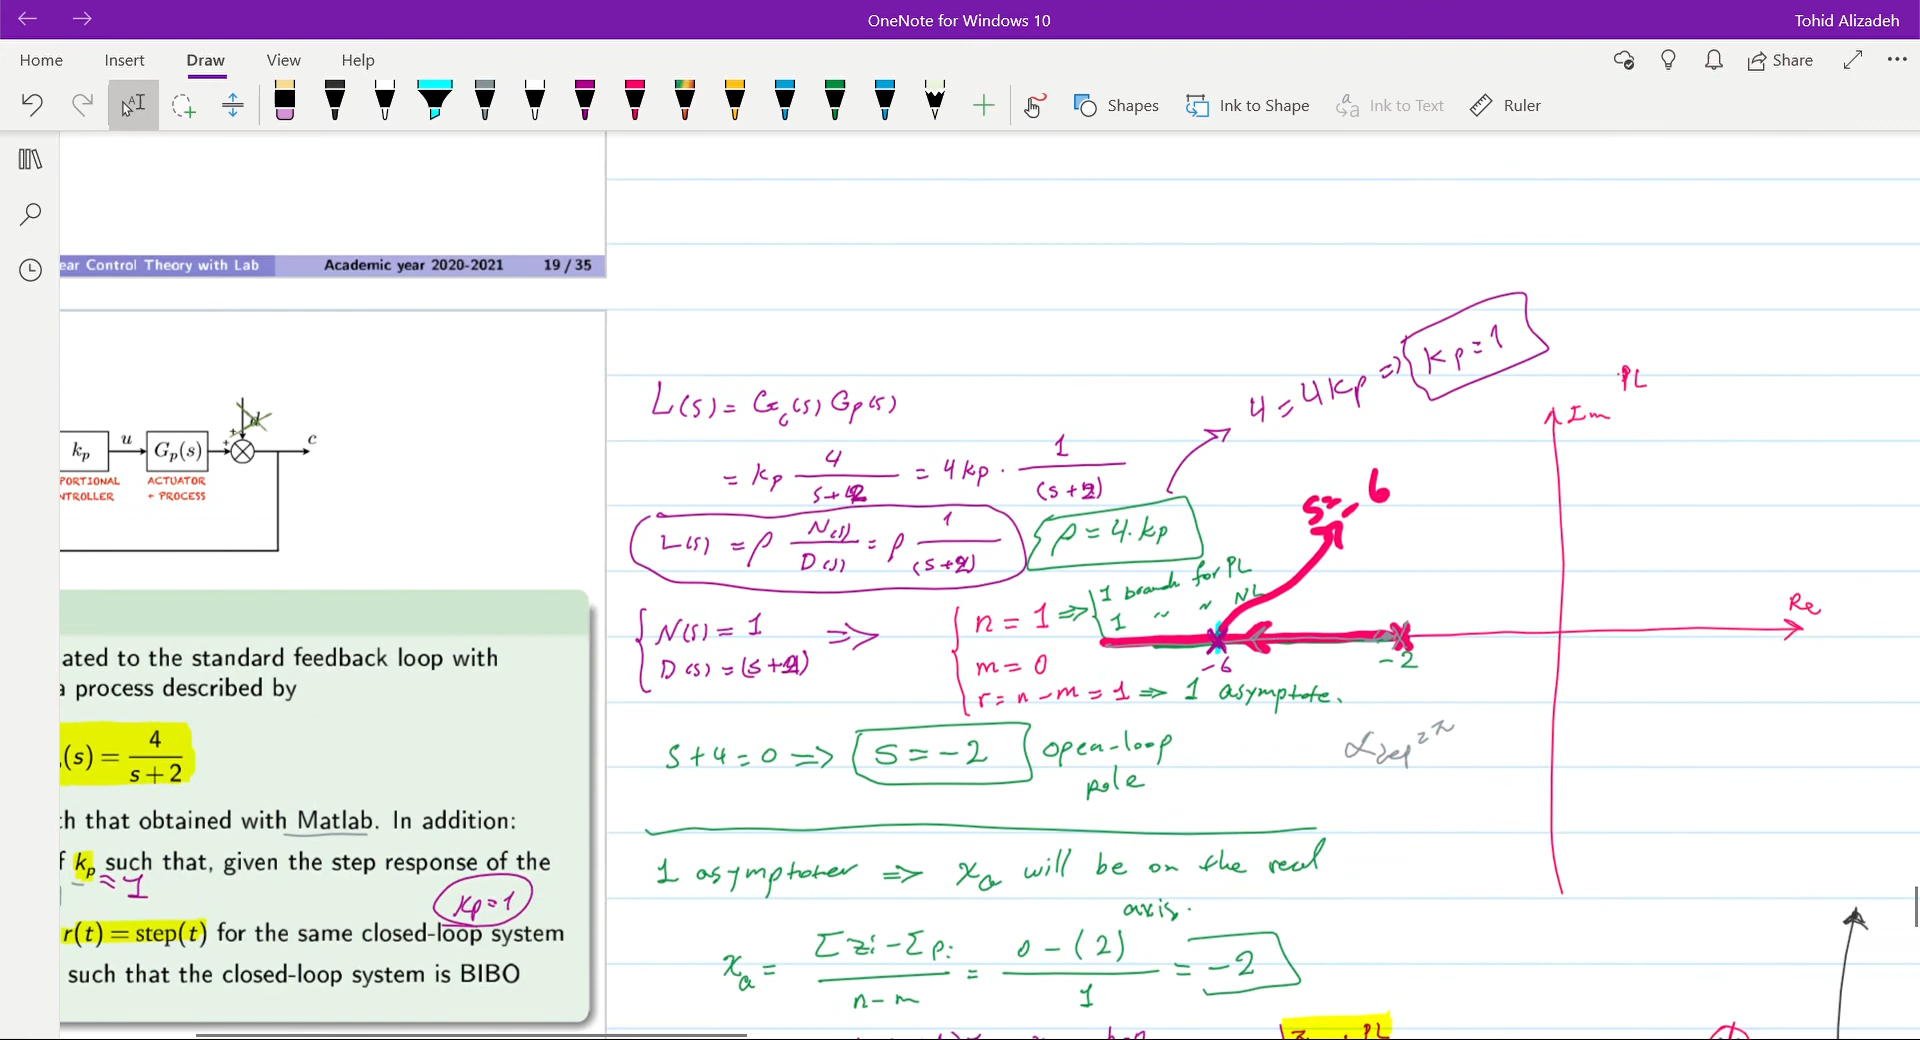 OneNote for Windows 10
Tohid Alizadeh
Home Insert Draw View Help
Share
Shapes Ink to Shape Ink to Text Ruler
ear Control Theory with Lab Academic year 2020-2021 19 / 35
kp u Gp(s) d c
PORTIONAL
NTROLLER
ACTUATOR
+ PROCESS
ated to the standard feedback loop with
a process described by
(s) = 4 / (s + 2)
th that obtained with Matlab. In addition:
f kp such that, given the step response of the
≈ 1
kp = 1
r(t) = step(t) for the same closed-loop system
such that the closed-loop system is BIBO
L(s) = Gc(s) Gp(s)
= kp 4 / (s+2) = 4kp · 1 / (s+2)
4 = 4kp => kp = 1
L(s) = ρ N(s) / D(s) = ρ 1 / (s+2)
ρ = 4·kp
N(s) = 1
D(s) = (s+2)
=>
n = 1 => 1 branch for PL
1 " " NL
m = 0
r = n - m = 1 => 1 asymptote.
PL
Im
Re
s = -6
-6
-2
s+4 = 0 => s = -2 open-loop
pole
1 asymptotes => xa will be on the real
axis.
xa = Σzi - Σpi / n - m = 0 - (2) / 1 = -2
PL